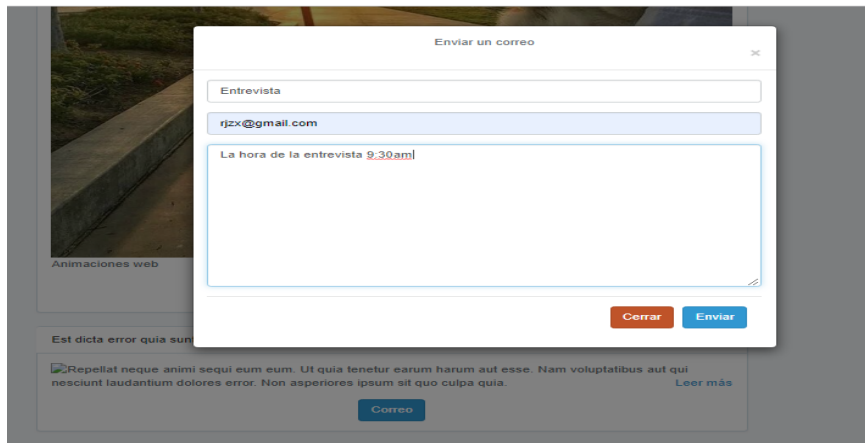 Enviar un correo
×
Entrevista
rjzx@gmail.com
La hora de la entrevista 9:30am
Cerrar
Enviar
Animaciones web
Est dicta error quia sun
Repellat neque animi sequi eum eum. Ut quia tenetur earum harum aut esse. Nam voluptatibus aut qui
nesciunt laudantium dolores error. Non asperiores ipsum sit quo culpa quia.
Leer más
Correo